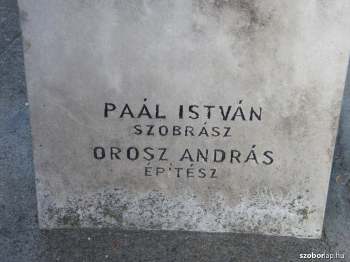 PAÁL ISTVÁN
SZOBRÁSZ
OROSZ ANDRÁS
ÉPÍTÉSZ
szoborlap.hu